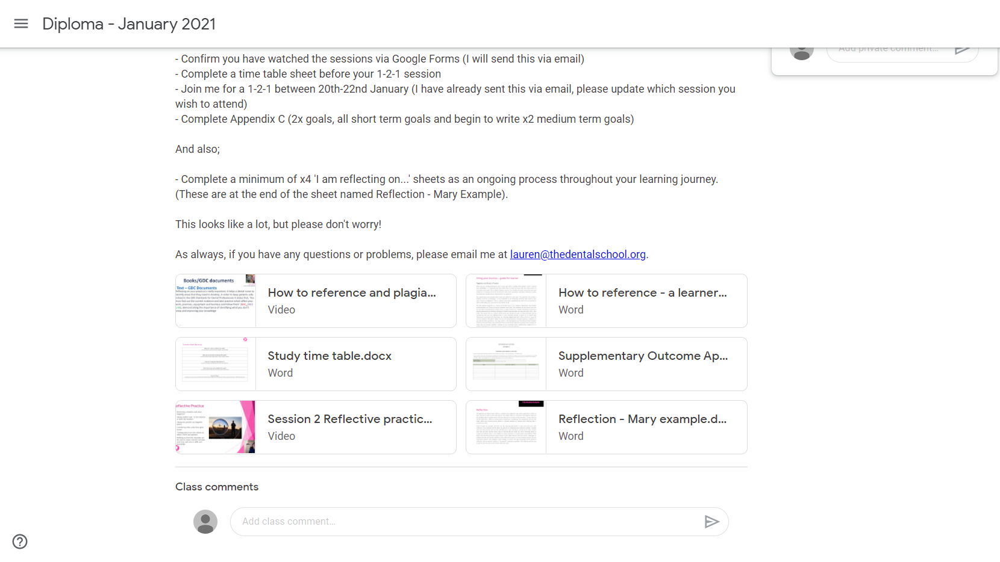 Diploma - January 2021
Add private comment...
- Confirm you have watched the sessions via Google Forms (I will send this via email)
- Complete a time table sheet before your 1-2-1 session
- Join me for a 1-2-1 between 20th-22nd January (I have already sent this via email, please update which session you
wish to attend)
- Complete Appendix C (2x goals, all short term goals and begin to write x2 medium term goals)
And also;
- Complete a minimum of x4 'I am reflecting on...' sheets as an ongoing process throughout your learning journey.
(These are at the end of the sheet named Reflection - Mary Example).
This looks like a lot, but please don't worry!
As always, if you have any questions or problems, please email me at lauren@thedentalschool.org.
Books/GDC documents
Text – GDC Documents
How to reference and plagia...
Video
How to reference - a learner...
Word
Study time table.docx
Word
Supplementary Outcome Ap...
Word
eflective Practice
Session 2 Reflective practic...
Video
Reflection - Mary example.d...
Word
Class comments
Add class comment...